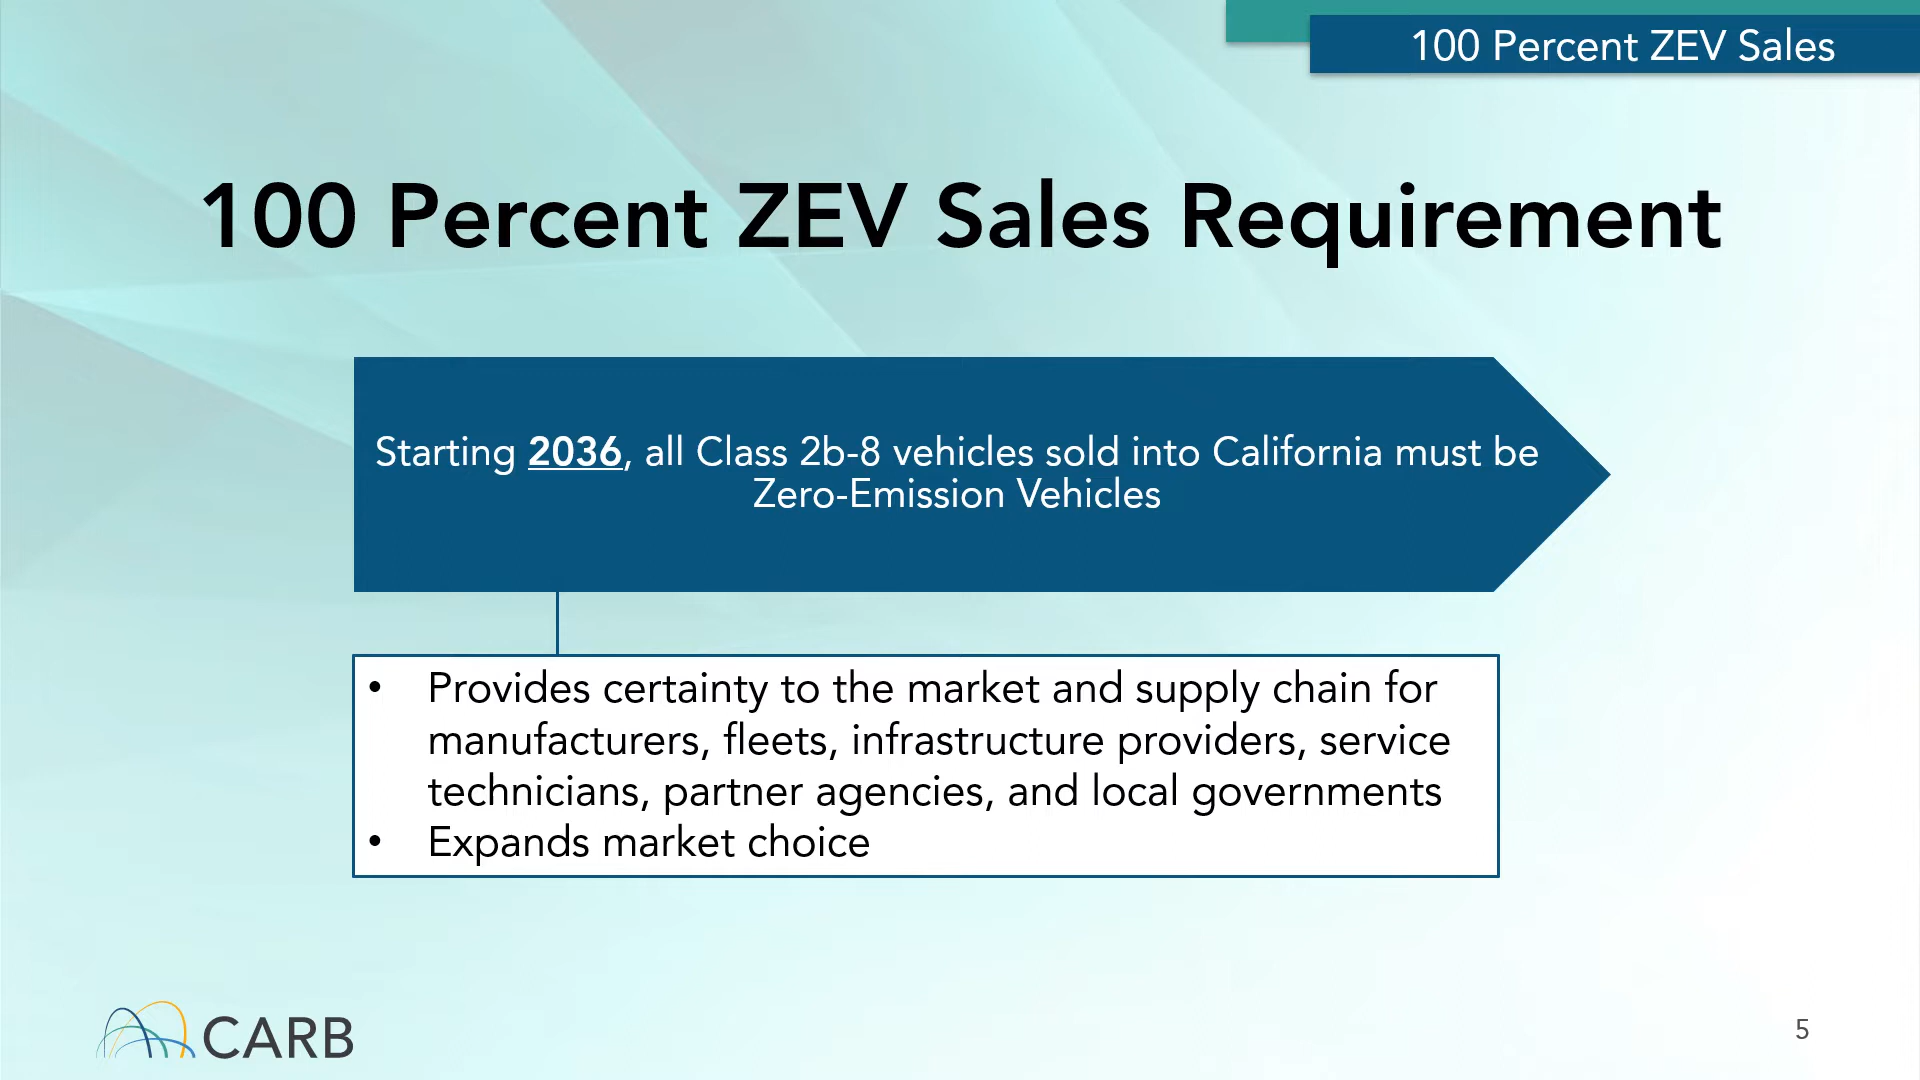 100 Percent ZEV Sales
100 Percent ZEV Sales Requirement
Starting 2036, all Class 2b-8 vehicles sold into California must be
Zero-Emission Vehicles
• Provides certainty to the market and supply chain for
manufacturers, fleets, infrastructure providers, service
technicians, partner agencies, and local governments
• Expands market choice
CARB
5